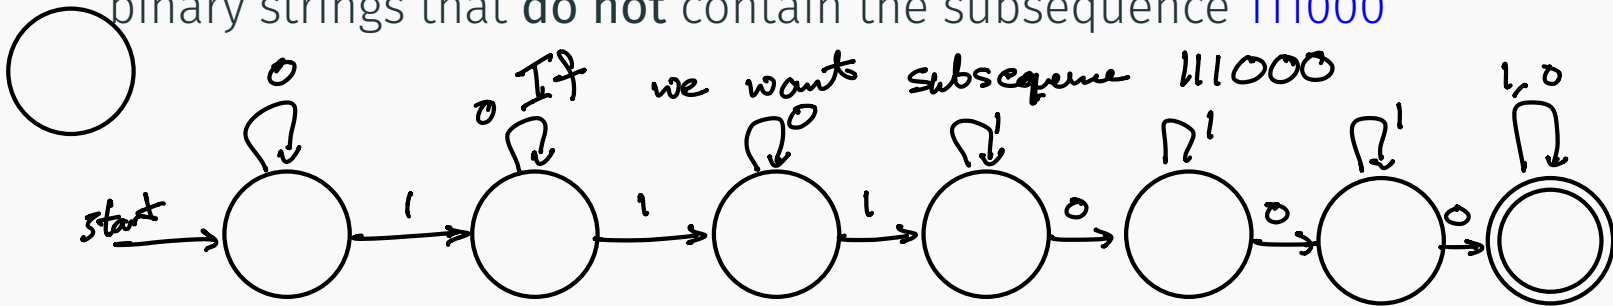 binary strings that do not contain the subsequence 111000
If we want subsequence 111000
0 0 0 1 1 1 1,0
start 1 1 1 0 0 0